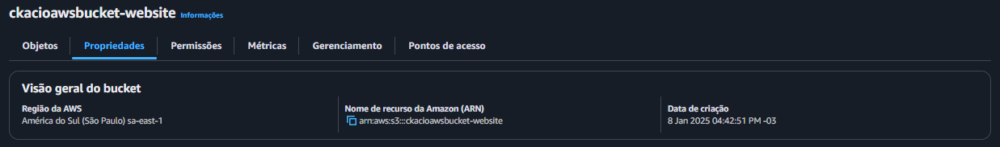 ckacioawsbucket-website Informações
Objetos Propriedades Permissões Métricas Gerenciamento Pontos de acesso
Visão geral do bucket
Região da AWS
América do Sul (São Paulo) sa-east-1
Nome de recurso da Amazon (ARN)
arn:aws:s3:::ckacioawsbucket-website
Data de criação
8 Jan 2025 04:42:51 PM -03